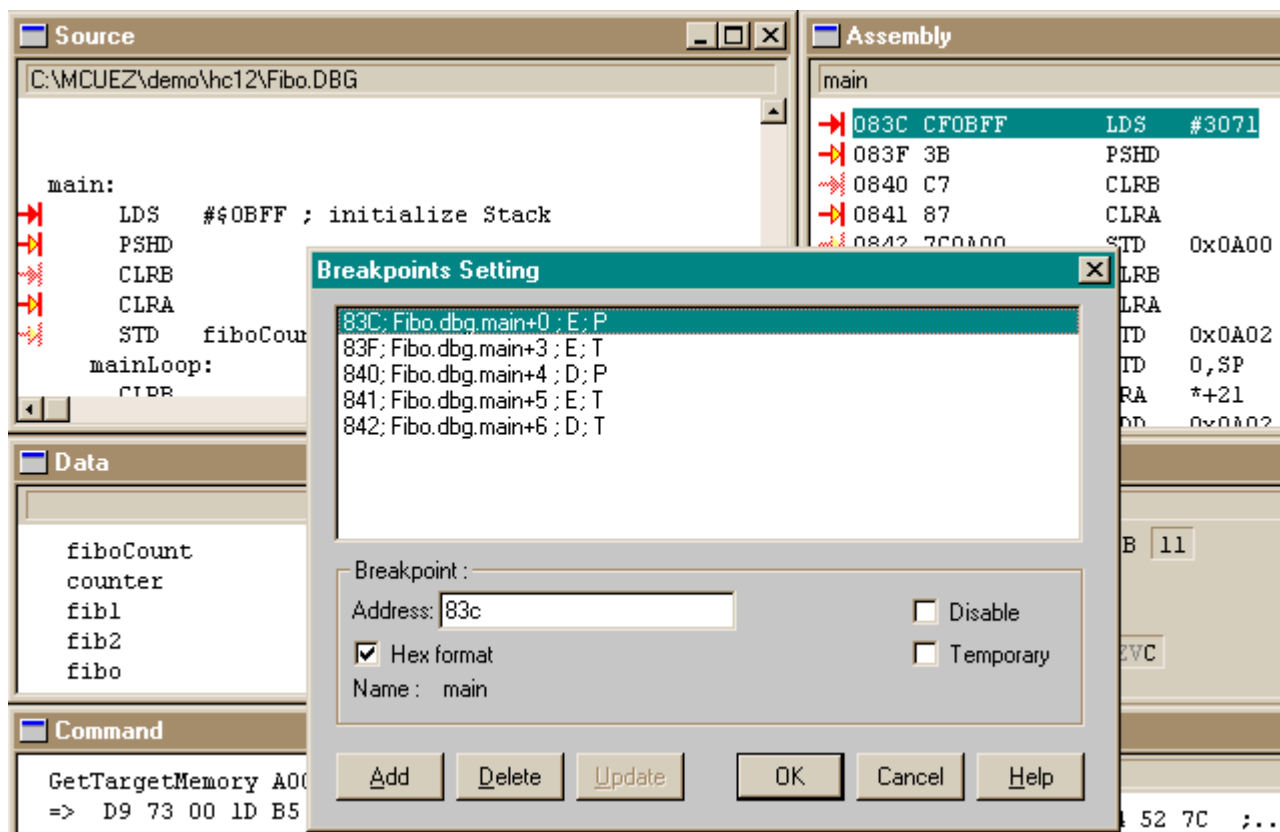 Source
C:\MCUEZ\demo\hc12\Fibo.DBG
main:
LDS #$0BFF ; initialize Stack
PSHD
CLRB
CLRA
STD fiboCour
mainLoop:
CLRB
Assembly
main
083C CF0BFF LDS #3071
083F 3B PSHD
0840 C7 CLRB
0841 87 CLRA
0842 7C0A00 STD 0x0A00
LRB
LRA
TD 0x0A02
TD 0,SP
RA *+21
DD 0x0A02
Breakpoints Setting
83C; Fibo.dbg.main+0 ; E; P
83F; Fibo.dbg.main+3 ; E; T
840; Fibo.dbg.main+4 ; D; P
841; Fibo.dbg.main+5 ; E; T
842; Fibo.dbg.main+6 ; D; T
Breakpoint :
Address: 83c
Disable
Hex format
Temporary
Name : main
Add Delete Update OK Cancel Help
Data
fiboCount
counter
fib1
fib2
fibo
B 11
ZVC
Command
GetTargetMemory A00
=> D9 73 00 1D B5
52 7C ;..